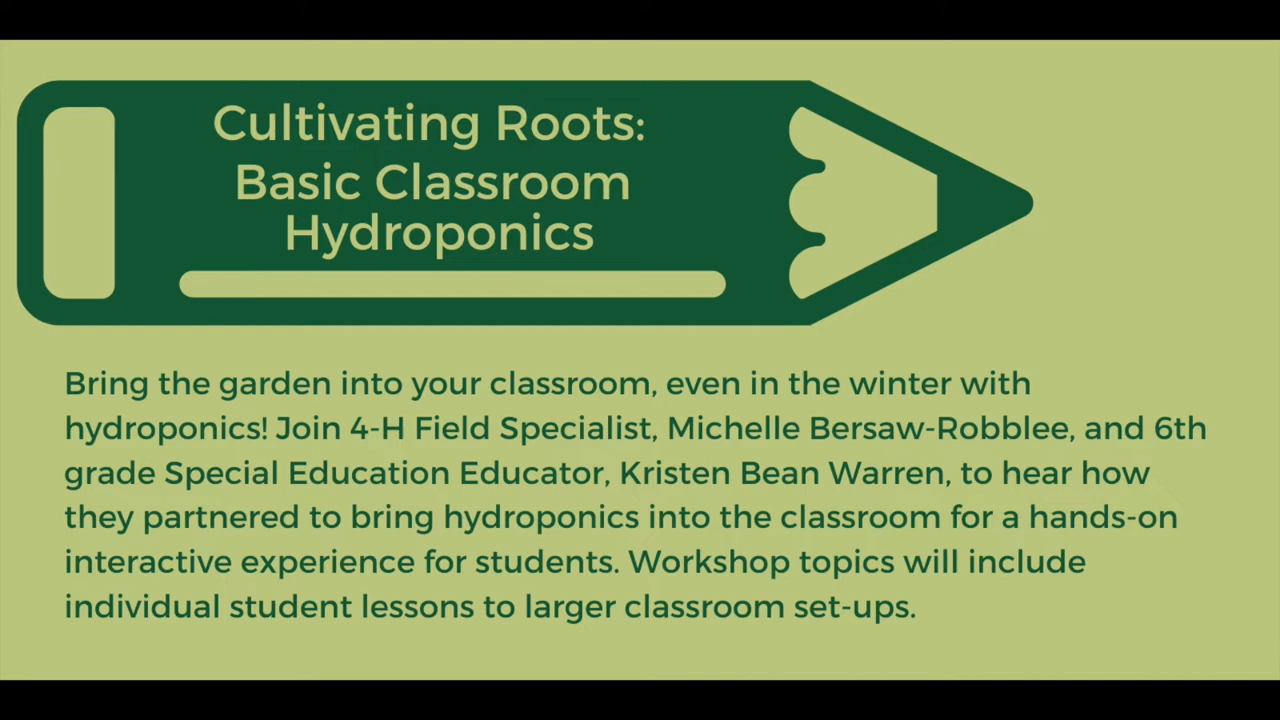 Cultivating Roots:
Basic Classroom
Hydroponics
Bring the garden into your classroom, even in the winter with
hydroponics! Join 4-H Field Specialist, Michelle Bersaw-Robblee, and 6th
grade Special Education Educator, Kristen Bean Warren, to hear how
they partnered to bring hydroponics into the classroom for a hands-on
interactive experience for students. Workshop topics will include
individual student lessons to larger classroom set-ups.